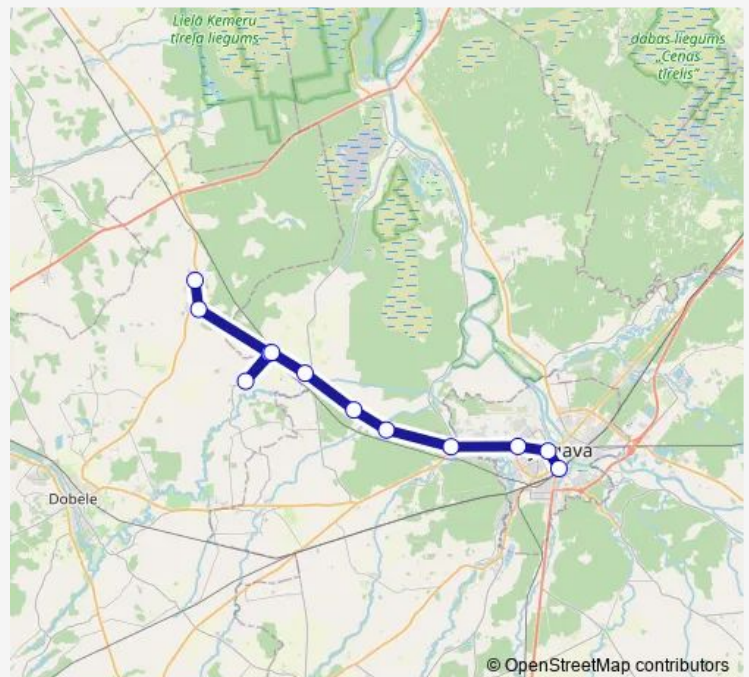 Lielā Ķemeru
tīreļa liegums
dabas liegums
„Cenas
tīrelis”
Dobele
© OpenStreetMap contributors